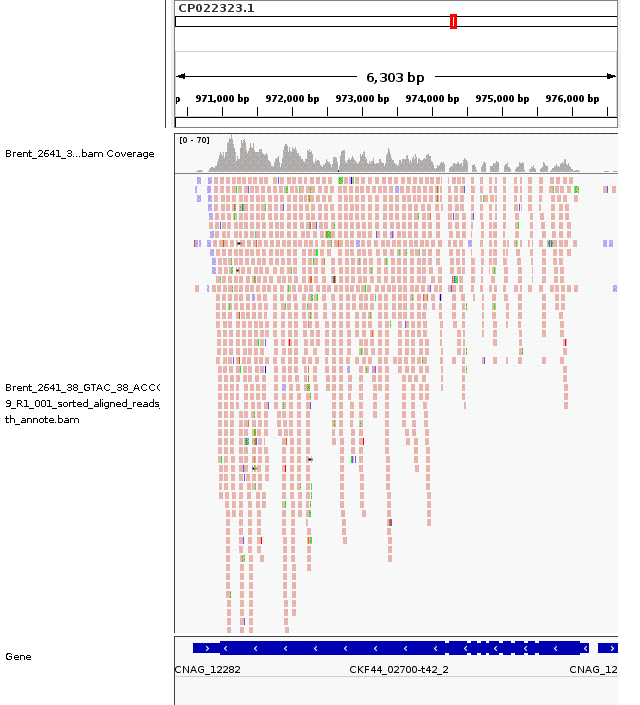 CP022323.1
6,303 bp
p 971,000 bp 972,000 bp 973,000 bp 974,000 bp 975,000 bp 976,000 bp
[0 - 70]
Brent_2641_3...bam Coverage
Brent_2641_38_GTAC_38_ACC
9_R1_001_sorted_aligned_reads_
th_annote.bam
Gene
CNAG_12282 CKF44_02700-t42_2 CNAG_12